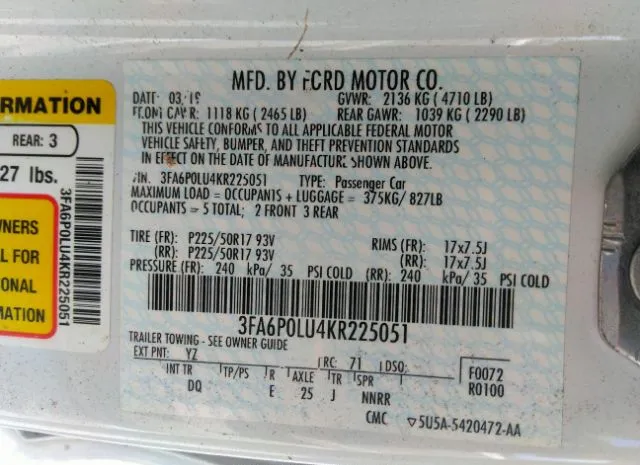 RMATION
REAR: 3
27 lbs.
WNERS
L FOR
ONAL
MATION
3FA6P0LU4KR225051
MFD. BY FORD MOTOR CO.
DATE: 03/19 GVWR: 2136 KG ( 4710 LB)
FRONT GAWR: 1118 KG ( 2465 LB) REAR GAWR: 1039 KG ( 2290 LB)
THIS VEHICLE CONFORMS TO ALL APPLICABLE FEDERAL MOTOR
VEHICLE SAFETY, BUMPER, AND THEFT PREVENTION STANDARDS
IN EFFECT ON THE DATE OF MANUFACTURE SHOWN ABOVE.
VIN: 3FA6P0LU4KR225051 TYPE: Passenger Car
MAXIMUM LOAD = OCCUPANTS + LUGGAGE = 375KG/ 827LB
OCCUPANTS = 5 TOTAL: 2 FRONT 3 REAR
TIRE (FR): P225/50R17 93V RIMS (FR): 17x7.5J
(RR): P225/50R17 93V (RR): 17x7.5J
PRESSURE (FR): 240 kPa/ 35 PSI COLD (RR): 240 kPa/ 35 PSI COLD
3FA6P0LU4KR225051
TRAILER TOWING - SEE OWNER GUIDE
EXT PNT: YZ RC: 71 DSO: F0072
INT TR TP/PS R AXLE TR SPR R0100
DQ E 25 J NNRR
CMC ▽5U5A-5420472-AA